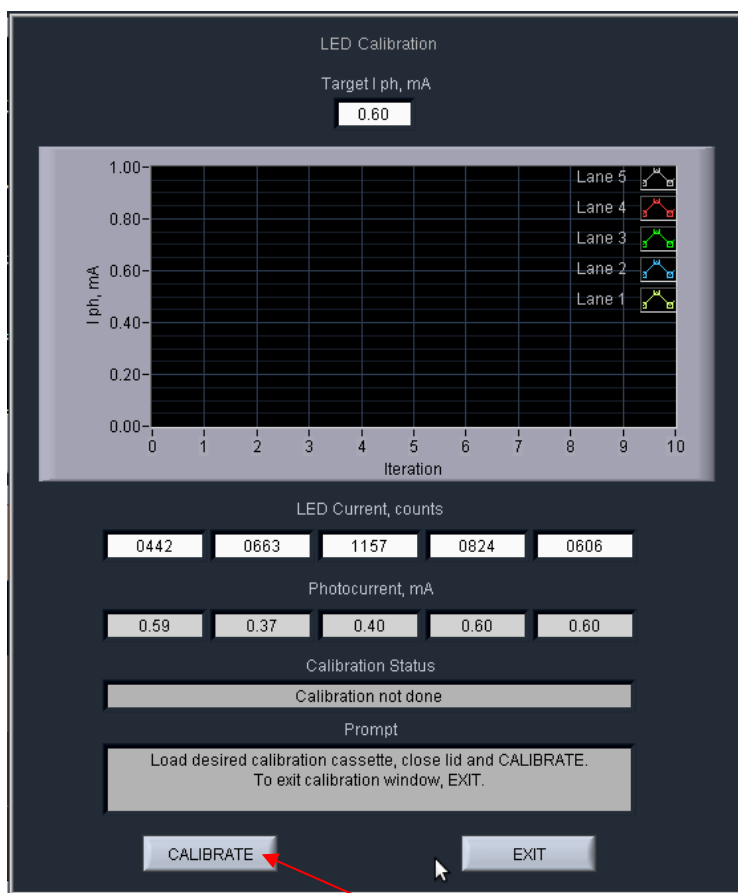 LED Calibration
Target I ph, mA
0.60
1.00
0.80
0.60
0.40
0.20
0.00
I ph, mA
Lane 5
Lane 4
Lane 3
Lane 2
Lane 1
0 1 2 3 4 5 6 7 8 9 10
Iteration
LED Current, counts
0442 0663 1157 0824 0606
Photocurrent, mA
0.59 0.37 0.40 0.60 0.60
Calibration Status
Calibration not done
Prompt
Load desired calibration cassette, close lid and CALIBRATE.
To exit calibration window, EXIT.
CALIBRATE EXIT